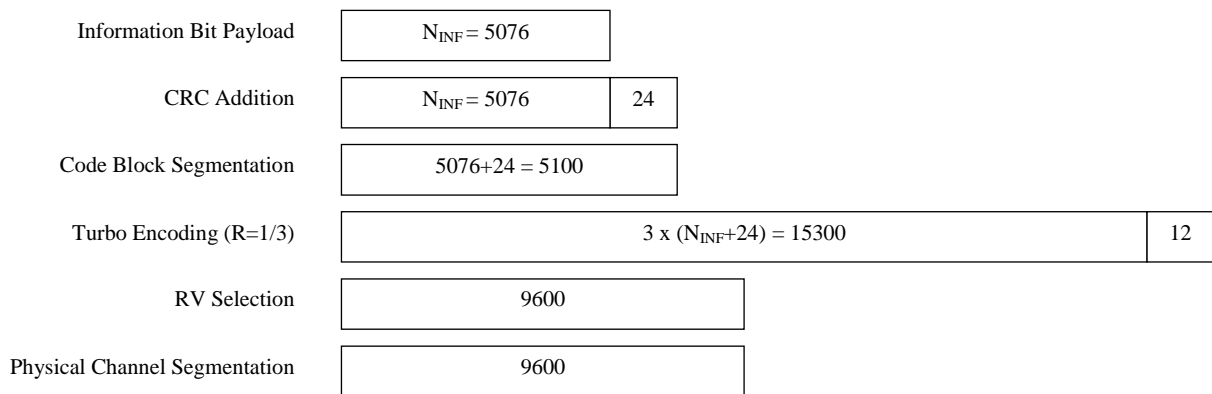 Information Bit Payload N_INF = 5076
CRC Addition N_INF = 5076 24
Code Block Segmentation 5076+24 = 5100
Turbo Encoding (R=1/3) 3 x (N_INF+24) = 15300 12
RV Selection 9600
Physical Channel Segmentation 9600